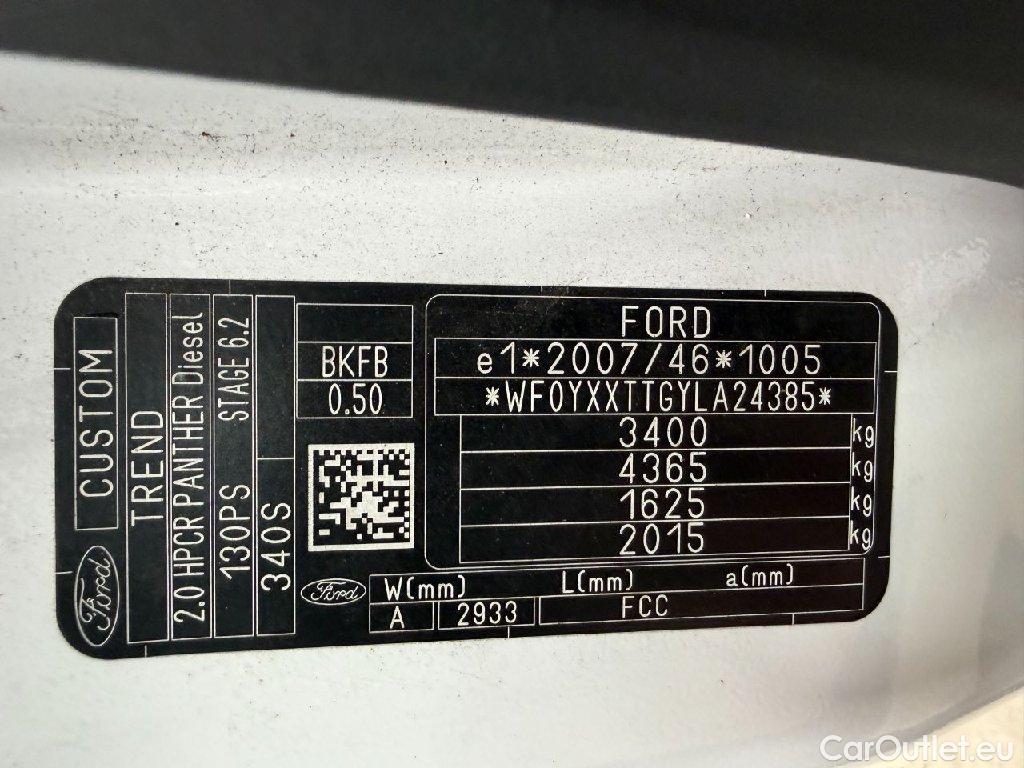 Ford
CUSTOM
TREND
2.0 HPCR PANTHER Diesel
130PS STAGE 6.2
340S
BKFB
0.50
FORD
e1*2007/46*1005
*WF0YXXTTGYLA24385*
3400 kg
4365 kg
1625 kg
2015 kg
Ford
W(mm) L(mm) a(mm)
A 2933 FCC
CarOutlet.eu